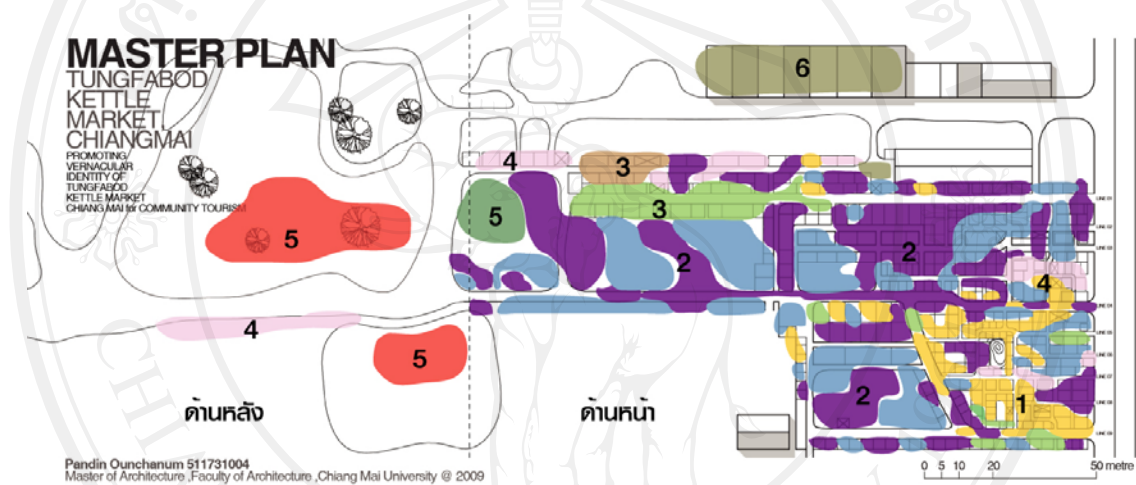 MASTER PLAN
TUNGFABOD
KETTLE
MARKET,
CHIANGMAI
PROMOTING
VERNACULAR
IDENTITY OF
TUNGFABOD
KETTLE MARKET
CHIANG MAI for COMMUNITY TOURISM
6
4
3
3
5
5
2
2
4
4
5
2
1
ด้านหลัง
ด้านหน้า
0 5 10 20 50 metre
Pandin Ounchanum 511731004
Master of Architecture ,Faculty of Architecture ,Chiang Mai University @ 2009